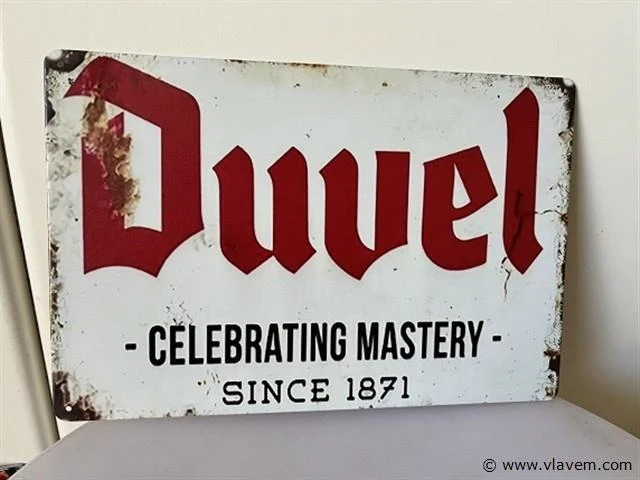 Duvel
- CELEBRATING MASTERY -
SINCE 1871
© www.vlavem.com